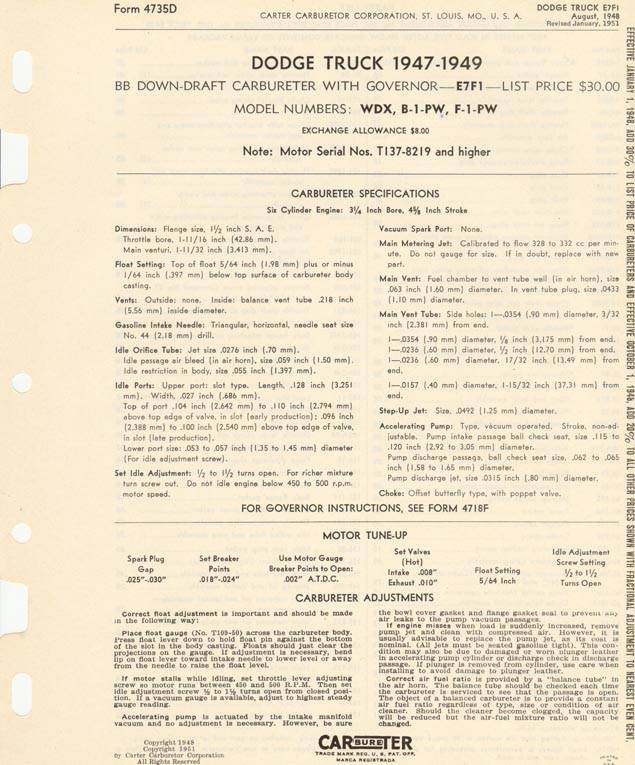 Form 4735D
CARTER CARBURETOR CORPORATION, ST. LOUIS, MO., U. S. A.
DODGE TRUCK E7F1
August, 1948
Revised January, 1951
DODGE TRUCK 1947-1949
BB DOWN-DRAFT CARBURETER WITH GOVERNOR—E7F1—LIST PRICE $30.00
MODEL NUMBERS: WDX, B-1-PW, F-1-PW
EXCHANGE ALLOWANCE $8.00
Note: Motor Serial Nos. T137-8219 and higher
CARBURETER SPECIFICATIONS
Six Cylinder Engine: 3¼ Inch Bore, 4⅝ Inch Stroke
Dimensions: Flange size, 1½ inch S. A. E.
Throttle bore, 1-11/16 inch (42.86 mm).
Main venturi, 1-11/32 inch (3.413 mm).
Float Setting: Top of float 5/64 inch (1.98 mm) plus or minus
1/64 inch (.397 mm) below top surface of carbureter body
casting.
Vents: Outside: none. Inside: balance vent tube .218 inch
(5.56 mm) inside diameter.
Gasoline Intake Needle: Triangular, horizontal, needle seat size
No. 44 (2.18 mm) drill.
Idle Orifice Tube: Jet size .0276 inch (.70 mm).
Idle passage air bleed (in air horn), size .059 inch (1.50 mm).
Idle restriction in body, size .055 inch (1.397 mm).
Idle Ports: Upper port: slot type. Length, .128 inch (3.251
mm). Width, .027 inch (.686 mm).
Top of port .104 inch (2.642 mm) to .110 inch (2.794 mm)
above top edge of valve, in slot (early production); .096 inch
(2.388 mm) to .100 inch (2.540 mm) above top edge of valve,
in slot (late production).
Lower port size: .053 to .057 inch (1.35 to 1.45 mm) diameter
(For idle adjustment screw).
Set Idle Adjustment: ½ to 1½ turns open. For richer mixture
turn screw out. Do not idle engine below 450 to 500 r.p.m.
motor speed.
Vacuum Spark Port: None.
Main Metering Jet: Calibrated to flow 328 to 332 cc per min-
ute. Do not gauge for size. If in doubt, replace with new
part.
Main Vent: Fuel chamber to vent tube well (in air horn), size
.063 inch (1.60 mm) diameter. In vent tube plug, size .0433
(1.10 mm) diameter.
Main Vent Tube: Side holes: 1—.0354 (.90 mm) diameter, 3/32
inch (2.381 mm) from end.
1—.0354 (.90 mm) diameter, ⅛ inch (3.175 mm) from end.
1—.0236 (.60 mm) diameter, ½ inch (12.70 mm) from end.
1—.0236 (.60 mm) diameter, 17/32 inch (13.49 mm) from
end.
1—.0157 (.40 mm) diameter, 1-15/32 inch (37.31 mm) from
end.
Step-Up Jet: Size, .0492 (1.25 mm) diameter.
Accelerating Pump: Type, vacuum operated. Stroke, non-ad-
justable. Pump intake passage ball check seat, size .115 to
.120 inch (2.92 to 3.05 mm) diameter.
Pump discharge passage, ball check seat size, .062 to .065
inch (1.58 to 1.65 mm) diameter.
Pump discharge jet, size .0315 inch (.80 mm) diameter.
Choke: Offset butterfly type, with poppet valve.
FOR GOVERNOR INSTRUCTIONS, SEE FORM 4718F
MOTOR TUNE-UP
Spark Plug
Gap
.025"-.030"
Set Breaker
Points
.018"-.024"
Use Motor Gauge
Breaker Points to Open:
.002" A.T.D.C.
Set Valves
(Hot)
Intake .008"
Exhaust .010"
Float Setting
5/64 Inch
Idle Adjustment
Screw Setting
½ to 1½
Turns Open
CARBURETER ADJUSTMENTS
Correct float adjustment is important and should be made
in the following way:
Place float gauge (No. T109-50) across the carbureter body.
Press float lever down to hold float pin against the bottom
of the slot in the body casting. Floats should just clear the
projections on the gauge. If adjustment is necessary, bend
lip on float lever toward intake needle to lower level or away
from the needle to raise the float level.
If motor stalls while idling, set throttle lever adjusting
screw so motor runs between 450 and 500 R.P.M. Then set
idle adjustment screw ½ to 1½ turns open from closed posi-
tion. If a vacuum gauge is available, adjust to highest steady
gauge reading.
Accelerating pump is actuated by the intake manifold
vacuum and no adjustment is necessary. However, be sure
the bowl cover gasket and flange gasket seal to prevent any
air leaks to the pump vacuum passages.
If engine misses when load is suddenly increased, remove
pump jet and clean with compressed air. However, it is
usually advisable to replace the pump jet, as its cost is
nominal. (All jets must be seated gasoline tight). This con-
dition may also be due to damaged or worn plunger leather
in accelerating pump cylinder or check in discharge
passage. If plunger is removed from cylinder, use care when
installing to avoid damage to plunger leather.
Correct air fuel ratio is provided by a "balance tube" in
the air horn. The balance tube should be checked each time
the carbureter is serviced to see that the passage is open.
The object of a balanced carbureter is to provide a constant
air fuel ratio regardless of type, size or condition of air
cleaner. Should the cleaner become clogged, the capacity
will be reduced but the air-fuel mixture ratio will not be
changed.
Copyright 1948
Copyright 1951
by Carter Carburetor Corporation
All Rights Reserved
CARTER
CARBURETER
TRADE MARK REG. U. S. PAT. OFF.
MARCA REGISTRADA
EFFECTIVE JANUARY 1, 1948, ADD 30% TO LIST PRICE OF CARBURETERS AND EFFECTIVE OCTOBER 1, 1948, ADD 20% TO ALL OTHER PRICES SHOWN WITH FRACTIONAL ADJUSTMENT TO NEAREST EVEN CENT.